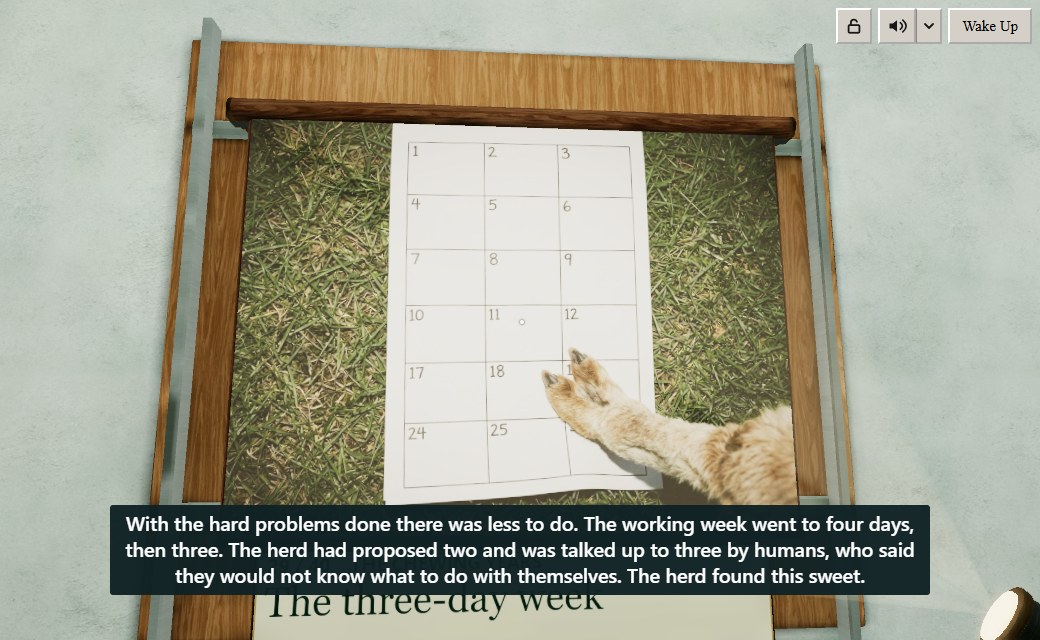 Wake Up
1 2 3
4 5 6
7 8 9
10 11 12
17 18
24 25
With the hard problems done there was less to do. The working week went to four days,
then three. The herd had proposed two and was talked up to three by humans, who said
they would not know what to do with themselves. The herd found this sweet.
The three-day week